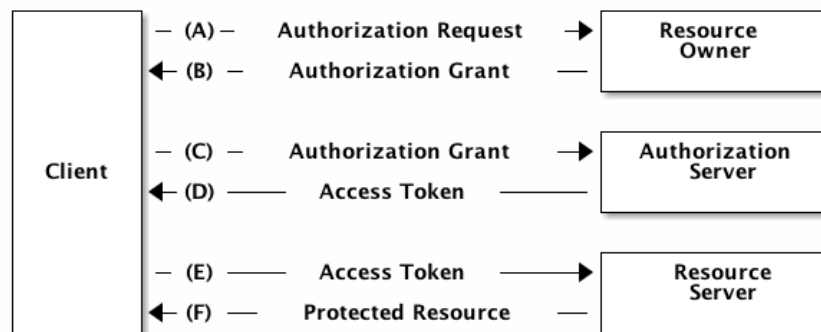 (A) Authorization Request
Resource
Owner
(B) Authorization Grant
Client
(C) Authorization Grant
Authorization
Server
(D) Access Token
(E) Access Token
Resource
Server
(F) Protected Resource